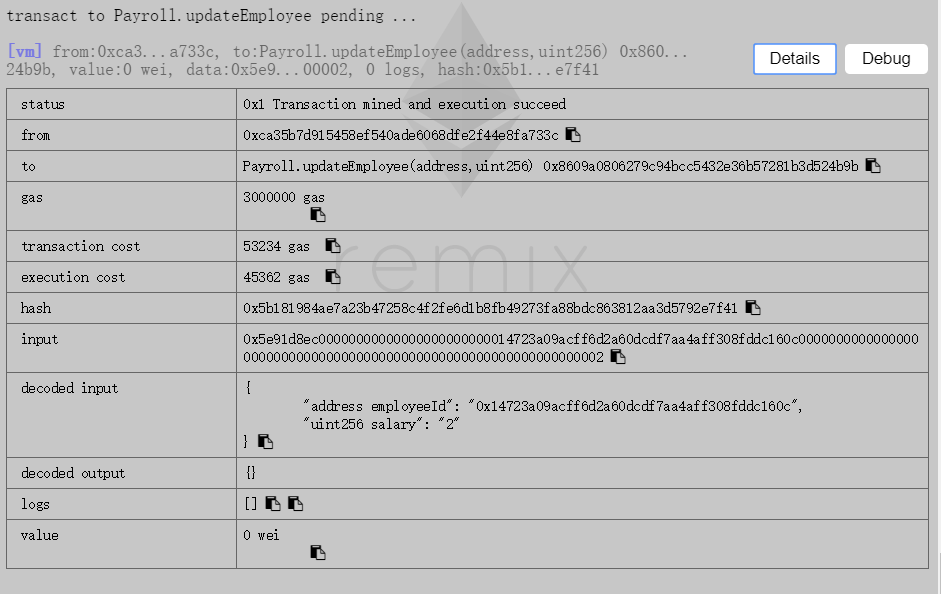 transact to Payroll.updateEmployee pending ...
[vm] from:0xca3...a733c, to:Payroll.updateEmployee(address,uint256) 0x860...
24b9b, value:0 wei, data:0x5e9...00002, 0 logs, hash:0x5b1...e7f41
Details
Debug
status 0x1 Transaction mined and execution succeed
from 0xca35b7d915458ef540ade6068dfe2f44e8fa733c
to Payroll.updateEmployee(address,uint256) 0x8609a0806279c94bcc5432e36b57281b3d524b9b
gas 3000000 gas
transaction cost 53234 gas
remix
execution cost 45362 gas
hash 0x5b181984ae7a23b47258c4f2fe6d1b8fb49273fa88bdc863812aa3d5792e7f41
input 0x5e91d8ec00000000000000000000000014723a09acff6d2a60dcdf7aa4aff308fddc160c0000000000000000
000000000000000000000000000000000000000000000002
decoded input {
"address employeeId": "0x14723a09acff6d2a60dcdf7aa4aff308fddc160c",
"uint256 salary": "2"
}
decoded output {}
logs []
value 0 wei